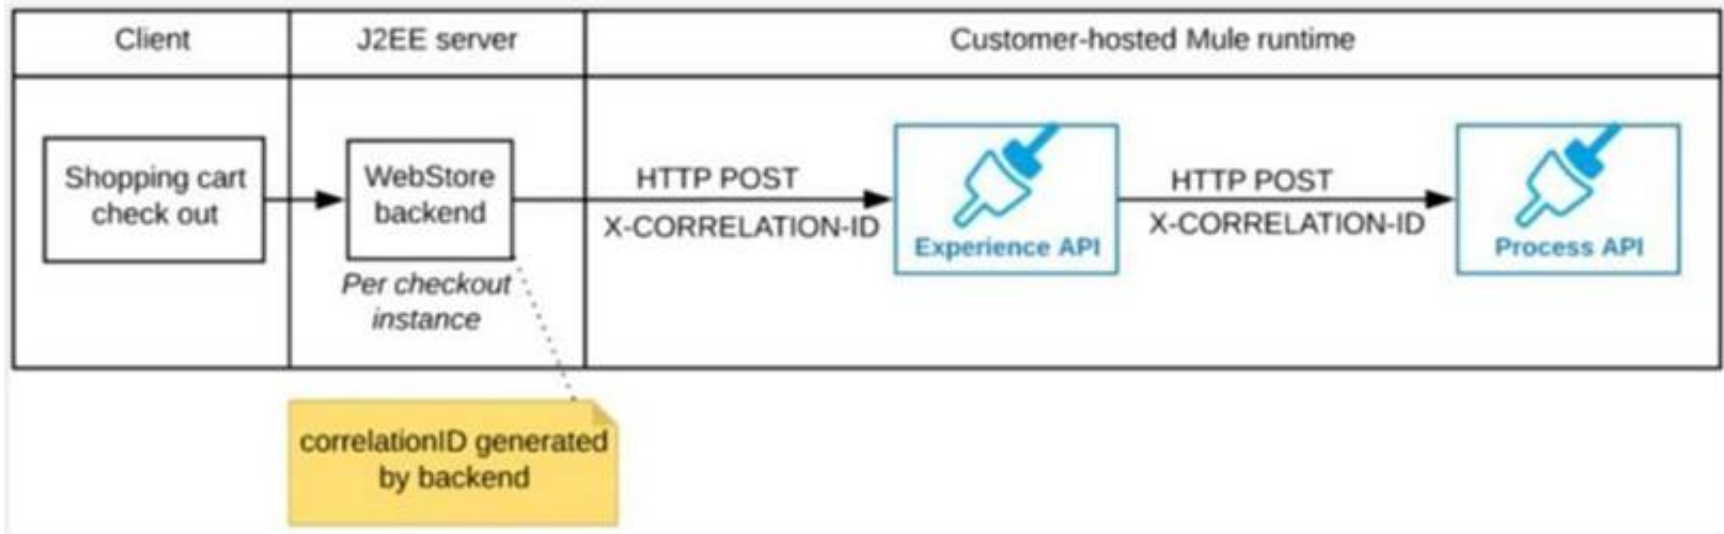 Client
J2EE server
Customer-hosted Mule runtime
Shopping cart
check out
WebStore
backend
Per checkout
instance
HTTP POST
X-CORRELATION-ID
Experience API
HTTP POST
X-CORRELATION-ID
Process API
correlationID generated
by backend